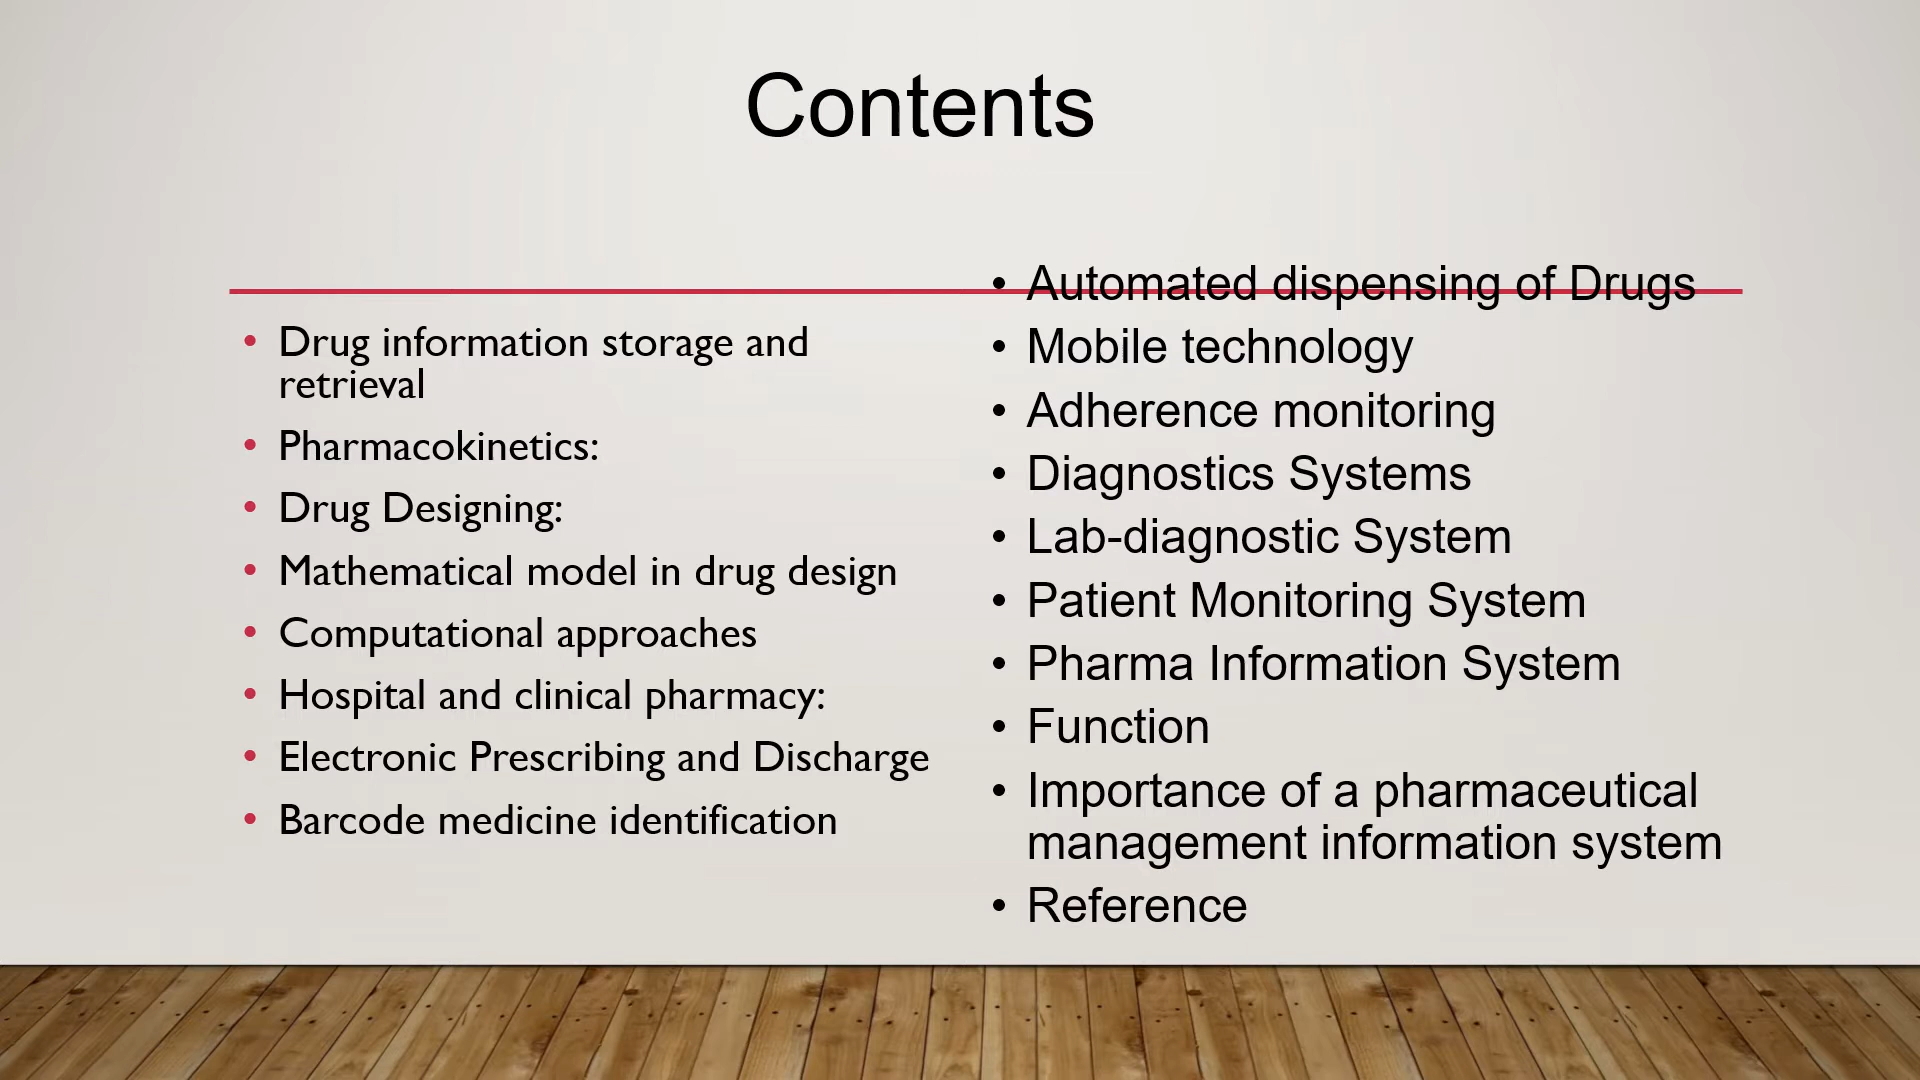 Contents
• Drug information storage and
retrieval
• Pharmacokinetics:
• Drug Designing:
• Mathematical model in drug design
• Computational approaches
• Hospital and clinical pharmacy:
• Electronic Prescribing and Discharge
• Barcode medicine identification
• Automated dispensing of Drugs
• Mobile technology
• Adherence monitoring
• Diagnostics Systems
• Lab-diagnostic System
• Patient Monitoring System
• Pharma Information System
• Function
• Importance of a pharmaceutical
management information system
• Reference